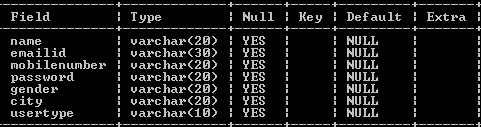 Field | Type | Null | Key | Default | Extra
name | varchar(20) | YES | | NULL |
emailid | varchar(30) | YES | | NULL |
mobilenumber | varchar(20) | YES | | NULL |
password | varchar(20) | YES | | NULL |
gender | varchar(20) | YES | | NULL |
city | varchar(20) | YES | | NULL |
usertype | varchar(10) | YES | | NULL |